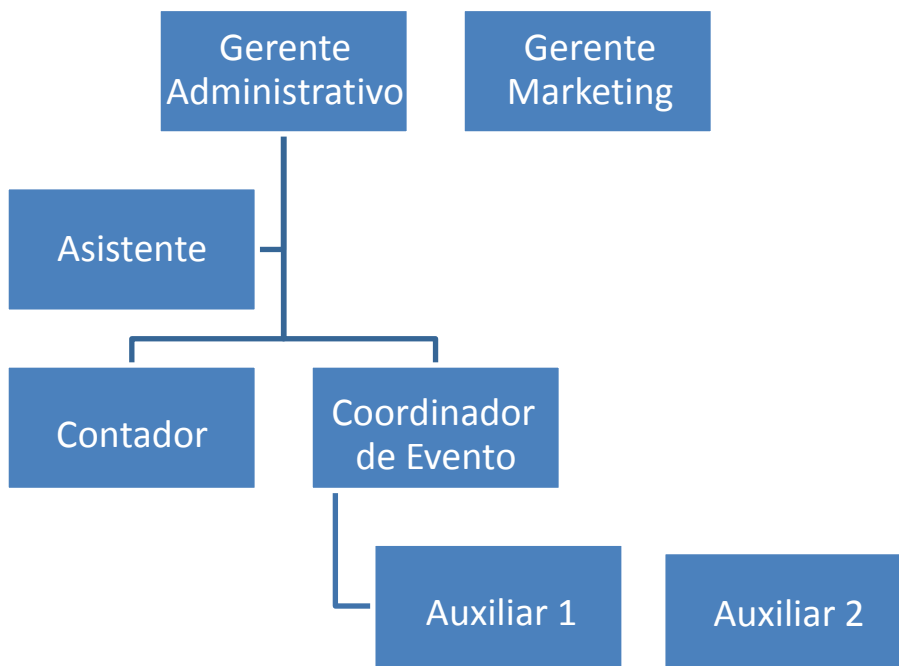 Gerente
Administrativo
Gerente
Marketing
Asistente
Contador
Coordinador
de Evento
Auxiliar 1
Auxiliar 2